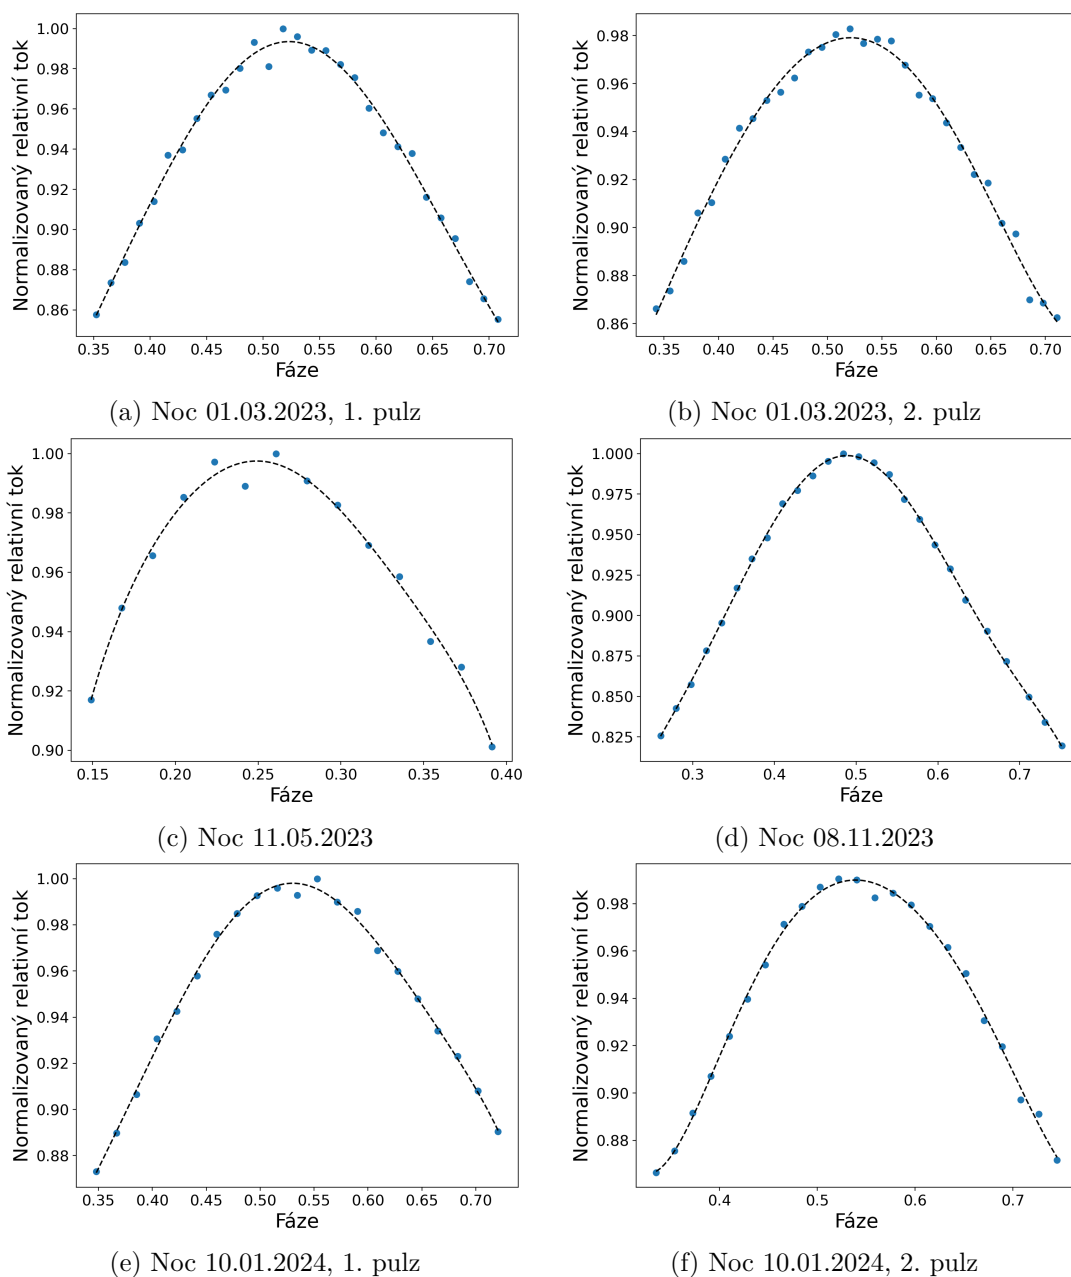 Normalizovaný relativní tok
1.00
0.98
0.96
0.94
0.92
0.90
0.88
0.86
0.35 0.40 0.45 0.50 0.55 0.60 0.65 0.70
Fáze
(a) Noc 01.03.2023, 1. pulz
Normalizovaný relativní tok
0.98
0.96
0.94
0.92
0.90
0.88
0.86
0.35 0.40 0.45 0.50 0.55 0.60 0.65 0.70
Fáze
(b) Noc 01.03.2023, 2. pulz
Normalizovaný relativní tok
1.00
0.98
0.96
0.94
0.92
0.90
0.15 0.20 0.25 0.30 0.35 0.40
Fáze
(c) Noc 11.05.2023
Normalizovaný relativní tok
1.000
0.975
0.950
0.925
0.900
0.875
0.850
0.825
0.3 0.4 0.5 0.6 0.7
Fáze
(d) Noc 08.11.2023
Normalizovaný relativní tok
1.00
0.98
0.96
0.94
0.92
0.90
0.88
0.35 0.40 0.45 0.50 0.55 0.60 0.65 0.70
Fáze
(e) Noc 10.01.2024, 1. pulz
Normalizovaný relativní tok
0.98
0.96
0.94
0.92
0.90
0.88
0.4 0.5 0.6 0.7
Fáze
(f) Noc 10.01.2024, 2. pulz